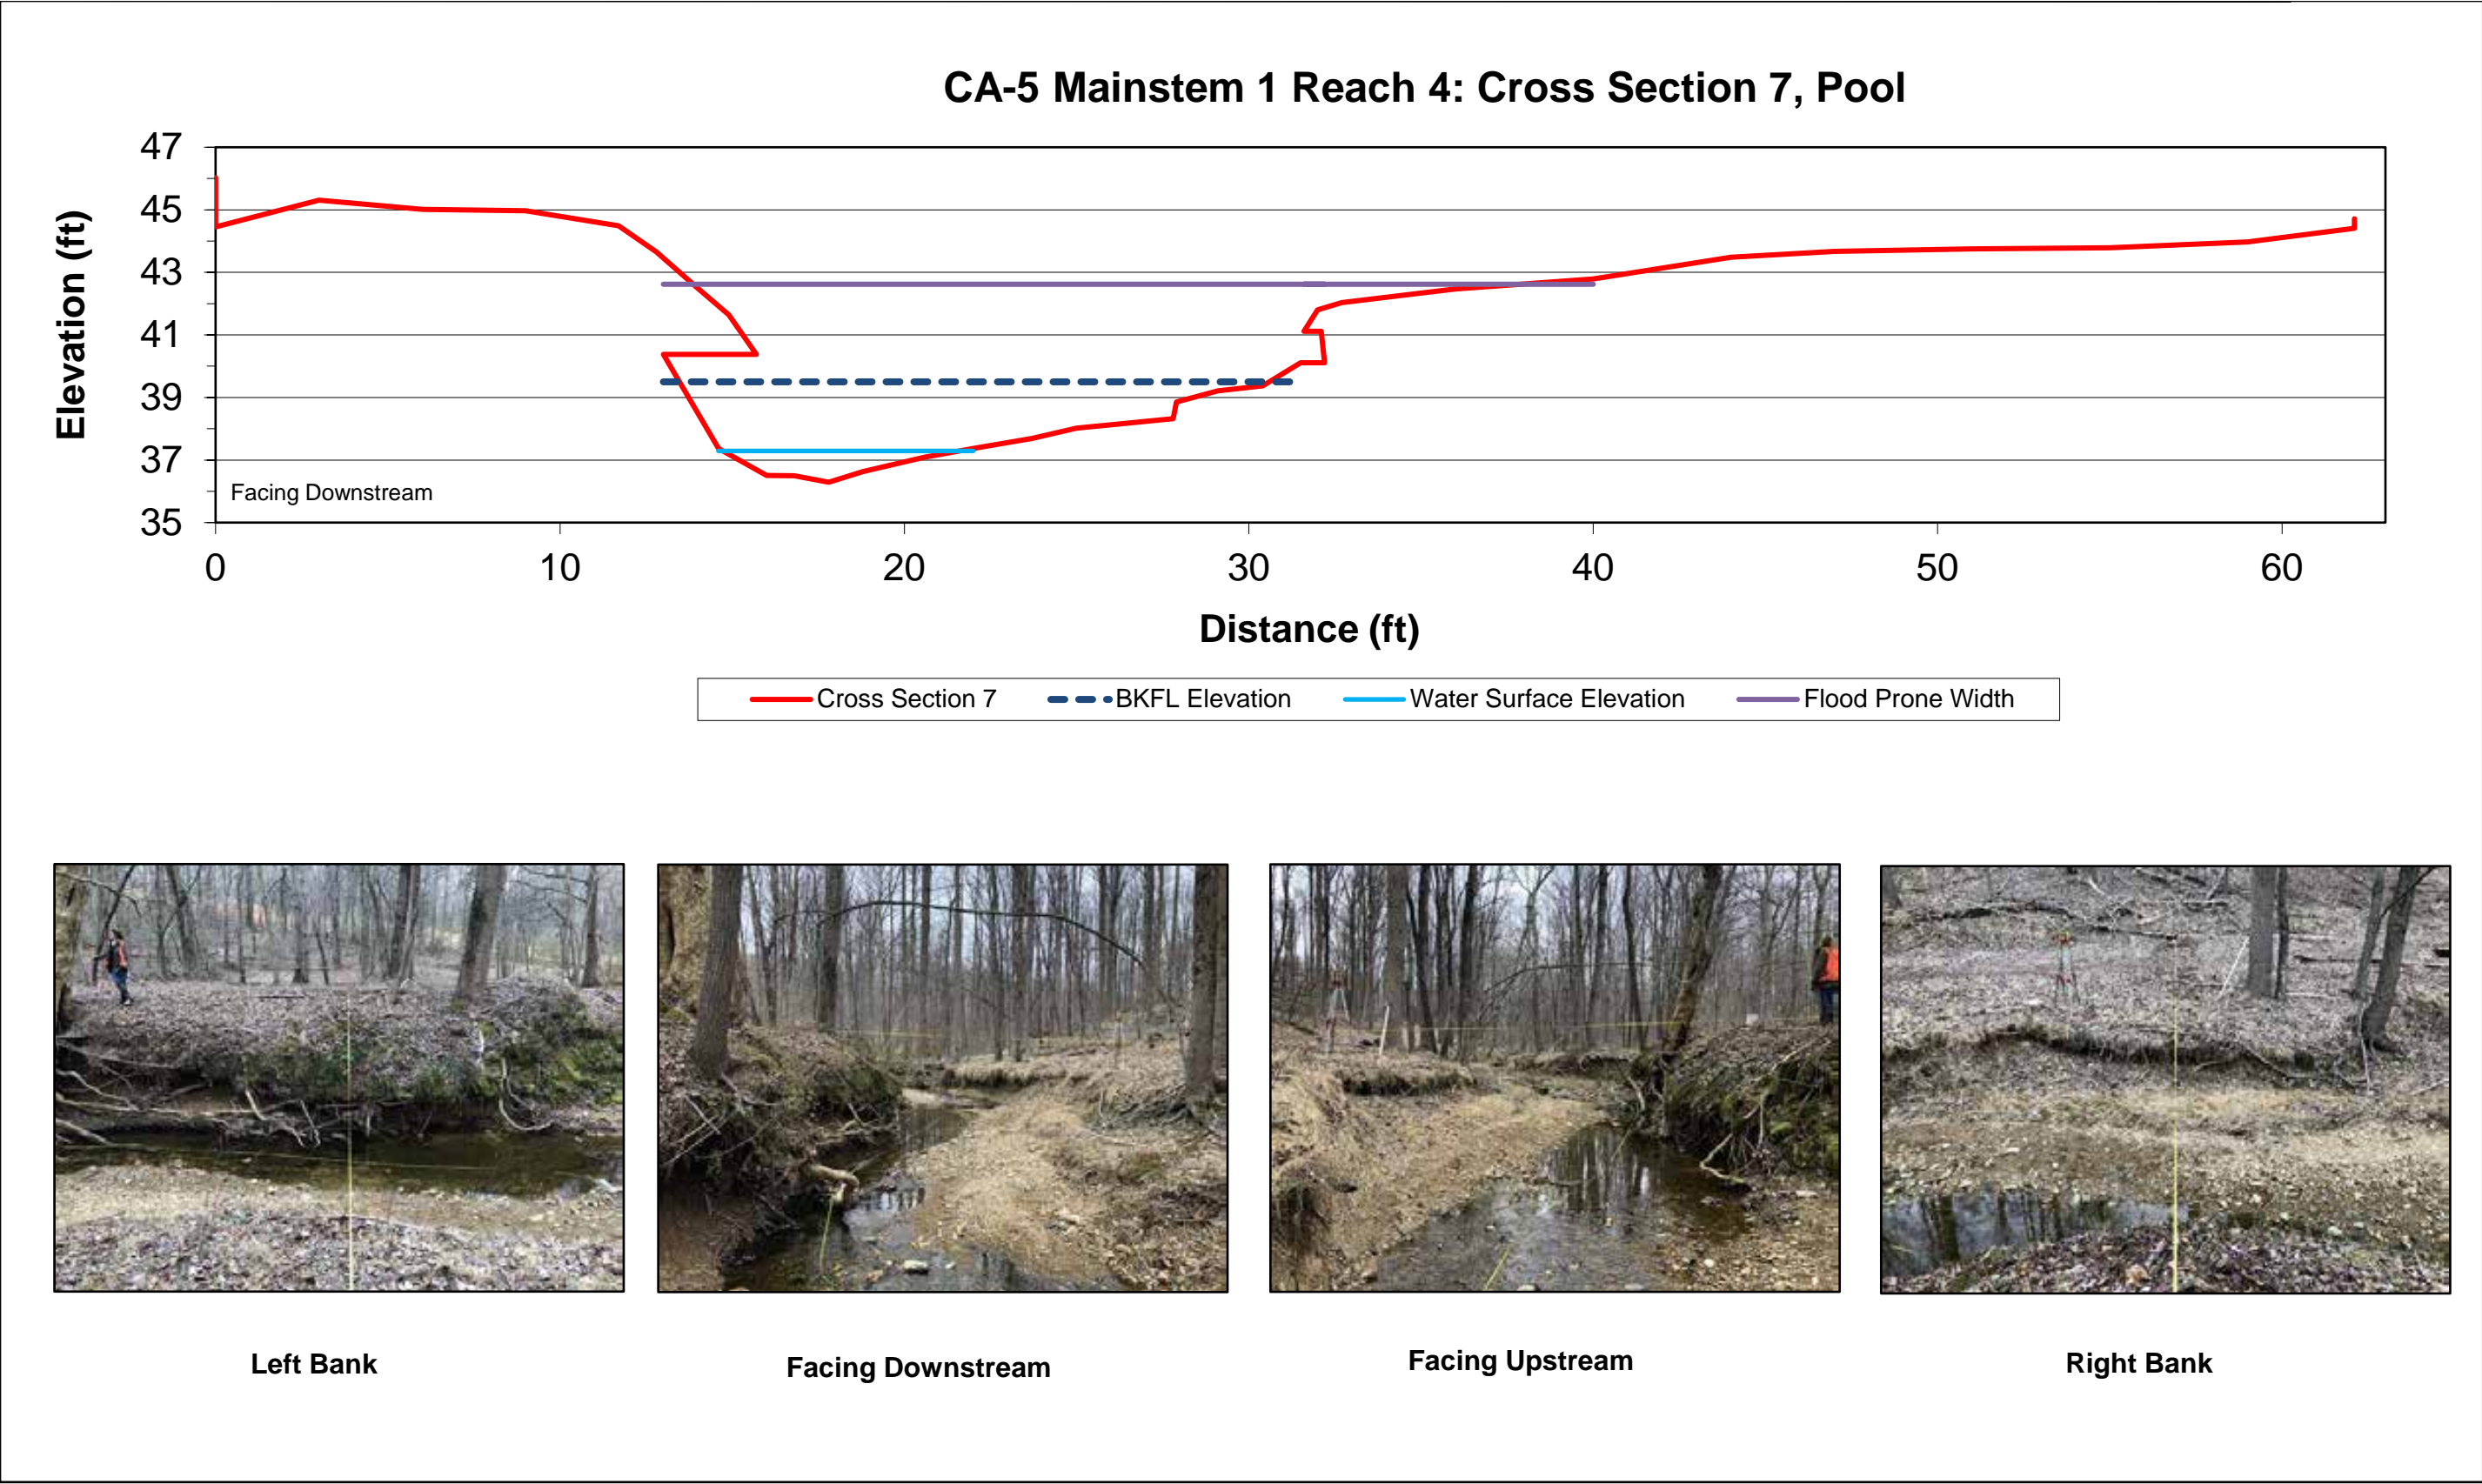 CA-5 Mainstem 1 Reach 4: Cross Section 7, Pool
47
45
43
41
39
37
35
Elevation (ft)
Facing Downstream
0 10 20 30 40 50 60
Distance (ft)
Cross Section 7 BKFL Elevation Water Surface Elevation Flood Prone Width
Left Bank Facing Downstream Facing Upstream Right Bank